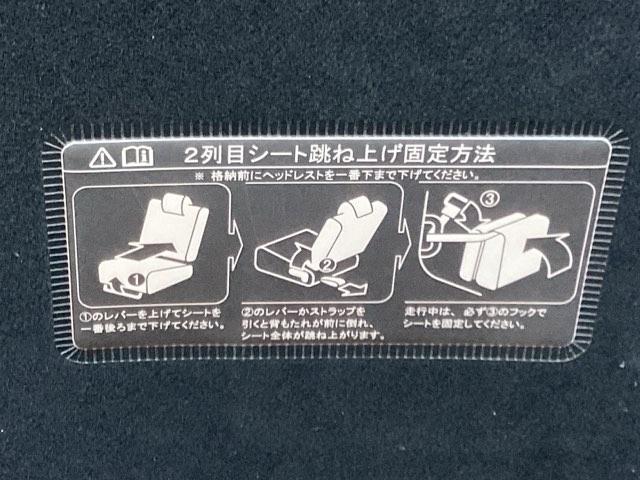 2列目シート跳ね上げ固定方法
※ 格納前にヘッドレストを一番下まで下げてください。
①
②
③
①のレバーを上げてシートを
一番後ろまで下げてください。
②のレバーかストラップを
引くと背もたれが前に倒れ、
シート全体が跳ね上がります。
走行中は、必ず③のフックで
シートを固定してください。